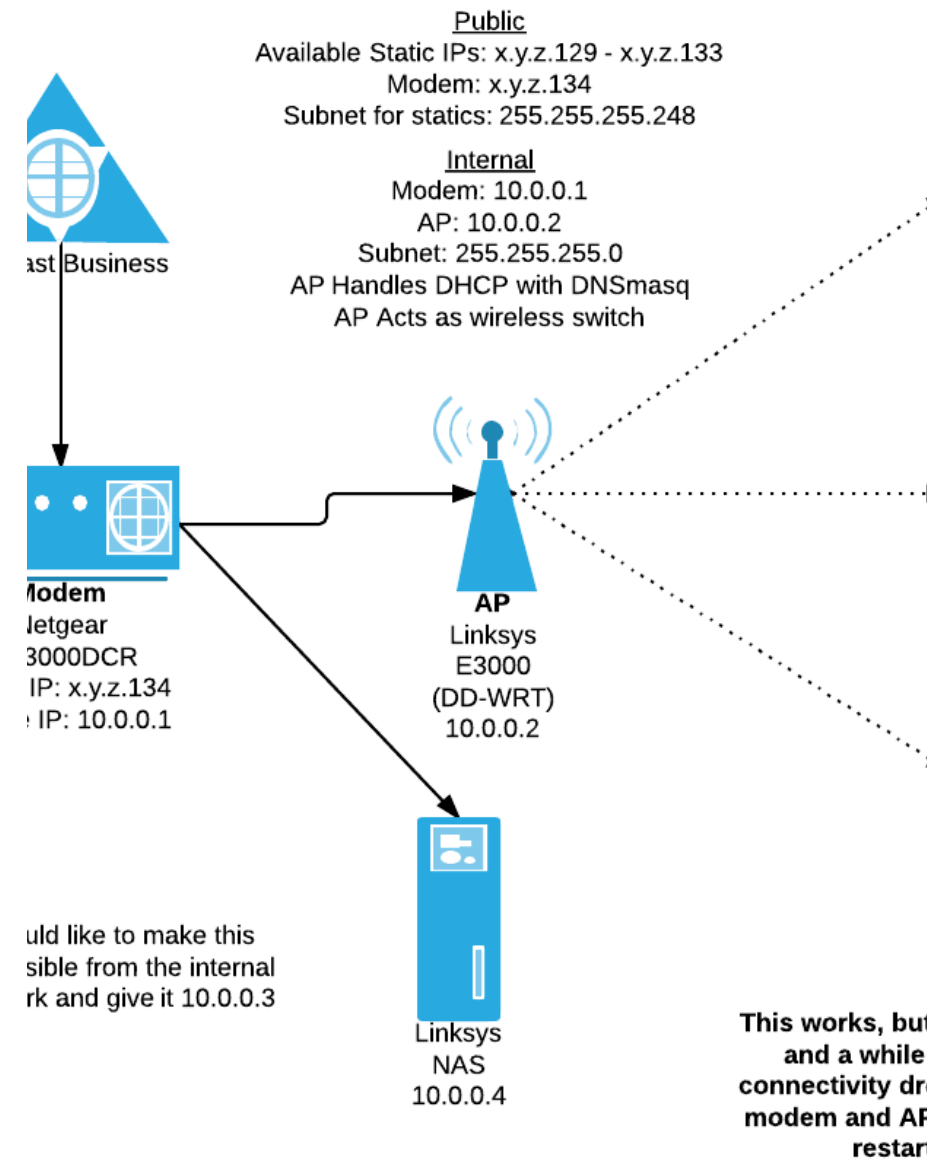 Public
Available Static IPs: x.y.z.129 - x.y.z.133
Modem: x.y.z.134
Subnet for statics: 255.255.255.248
Internal
Modem: 10.0.0.1
AP: 10.0.0.2
Subnet: 255.255.255.0
AP Handles DHCP with DNSmasq
AP Acts as wireless switch
ast Business
Modem
Netgear
3000DCR
IP: x.y.z.134
IP: 10.0.0.1
AP
Linksys
E3000
(DD-WRT)
10.0.0.2
uld like to make this
sible from the internal
rk and give it 10.0.0.3
Linksys
NAS
10.0.0.4
This works, but
and a while
connectivity dr
modem and AP
restart